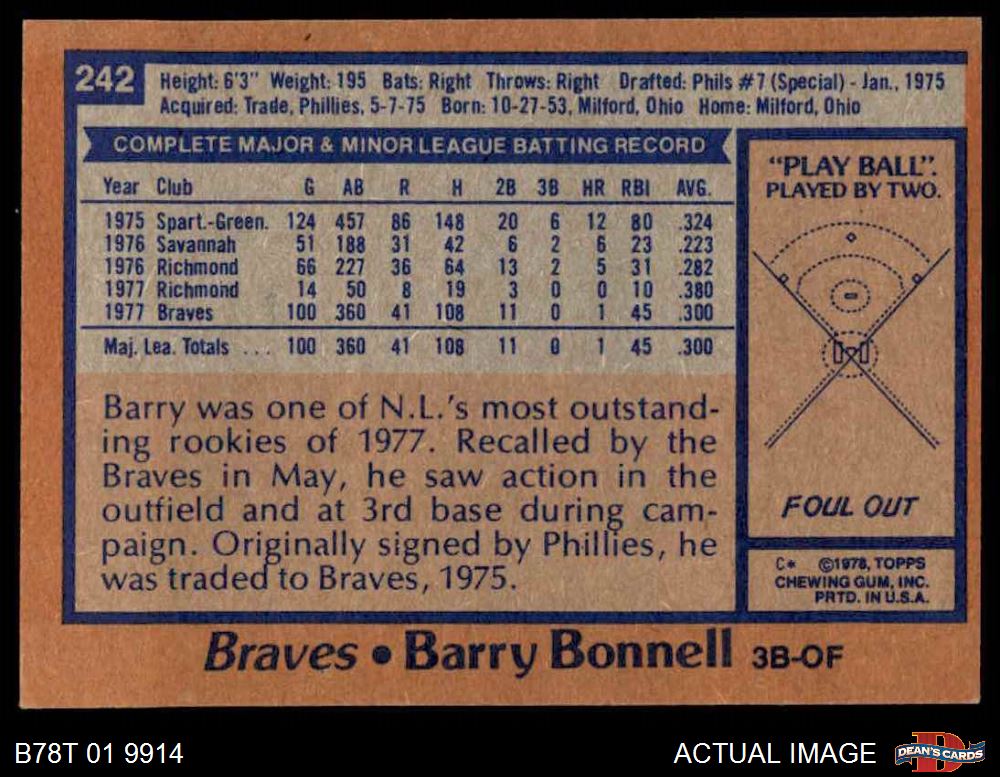 242
Height: 6'3" Weight: 195 Bats: Right Throws: Right Drafted: Phils #7 (Special) - Jan., 1975
Acquired: Trade, Phillies, 5-7-75 Born: 10-27-53, Milford, Ohio Home: Milford, Ohio
COMPLETE MAJOR & MINOR LEAGUE BATTING RECORD
Year Club G AB R H 2B 3B HR RBI AVG.
1975 Spart.-Green. 124 457 86 148 20 6 12 80 .324
1976 Savannah 51 188 31 42 6 2 6 23 .223
1976 Richmond 66 227 36 64 13 2 5 31 .282
1977 Richmond 14 50 8 19 3 0 0 10 .380
1977 Braves 100 360 41 108 11 0 1 45 .300
Maj. Lea. Totals ... 100 360 41 108 11 0 1 45 .300
Barry was one of N.L.'s most outstand-
ing rookies of 1977. Recalled by the
Braves in May, he saw action in the
outfield and at 3rd base during cam-
paign. Originally signed by Phillies, he
was traded to Braves, 1975.
"PLAY BALL".
PLAYED BY TWO.
FOUL OUT
C* ©1978, TOPPS
CHEWING GUM, INC.
PRTD. IN U.S.A.
Braves • Barry Bonnell 3B-OF
B78T 01 9914
ACTUAL IMAGE
DEAN'S CARDS